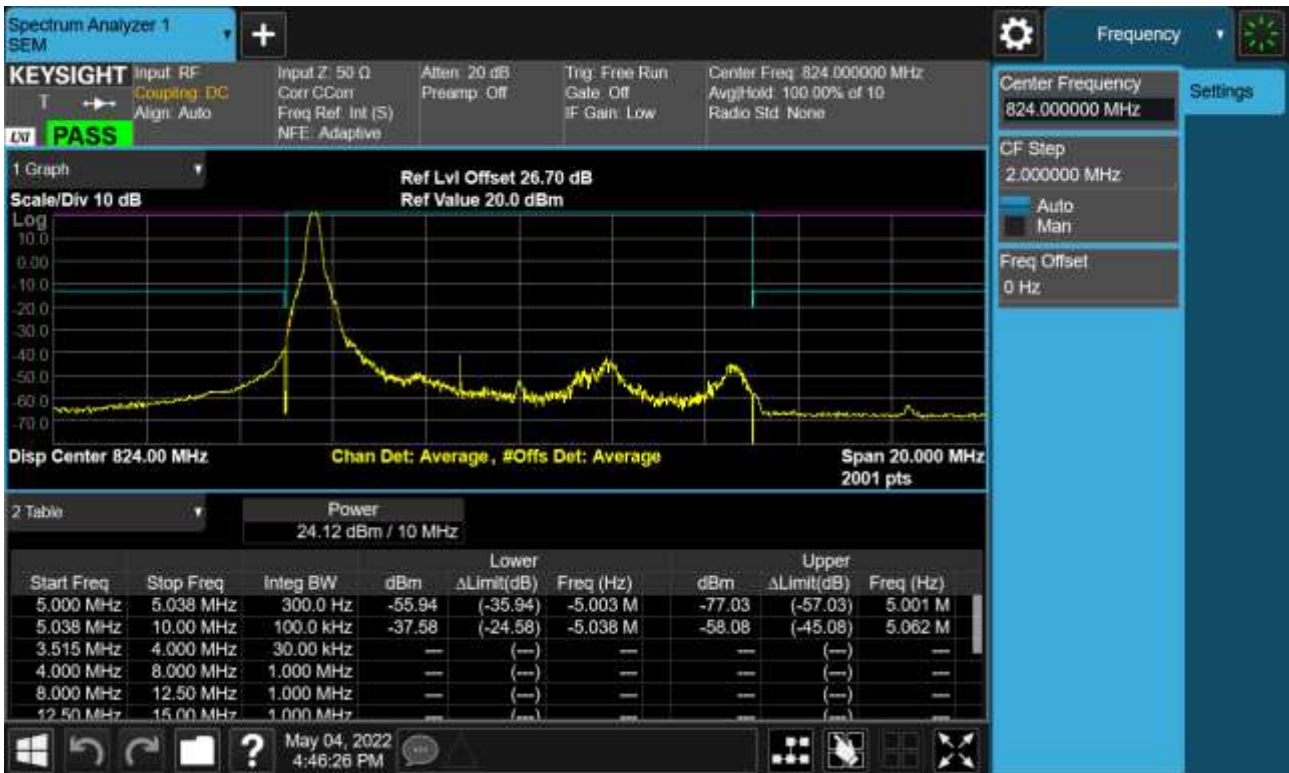 Spectrum Analyzer 1
SEM
+
Frequency
KEYSIGHT
Input: RF
Coupling: DC
Align: Auto
Input Z: 50 Ω
Corr CCorr
Freq Ref: Int (S)
NFE: Adaptive
Atten: 20 dB
Preamp: Off
Trig: Free Run
Gate: Off
IF Gain: Low
Center Freq: 824.000000 MHz
Avg|Hold: 100.00% of 10
Radio Std: None
T
LXI
PASS
Center Frequency
824.000000 MHz
Settings
CF Step
2.000000 MHz
Auto
Man
Freq Offset
0 Hz
1 Graph
Ref Lvl Offset 26.70 dB
Scale/Div 10 dB
Ref Value 20.0 dBm
Log
10.0
0.00
-10.0
-20.0
-30.0
-40.0
-50.0
-60.0
-70.0
Disp Center 824.00 MHz
Chan Det: Average, #Offs Det: Average
Span 20.000 MHz
2001 pts
2 Table
Power
24.12 dBm / 10 MHz
Lower Upper
Start Freq Stop Freq Integ BW dBm ΔLimit(dB) Freq (Hz) dBm ΔLimit(dB) Freq (Hz)
5.000 MHz 5.038 MHz 300.0 Hz -55.94 (-35.94) -5.003 M -77.03 (-57.03) 5.001 M
5.038 MHz 10.00 MHz 100.0 kHz -37.58 (-24.58) -5.038 M -58.08 (-45.08) 5.062 M
3.515 MHz 4.000 MHz 30.00 kHz --- (---) --- --- (---) ---
4.000 MHz 8.000 MHz 1.000 MHz --- (---) --- --- (---) ---
8.000 MHz 12.50 MHz 1.000 MHz --- (---) --- --- (---) ---
12.50 MHz 15.00 MHz 1.000 MHz --- (---) --- --- (---) ---
?
May 04, 2022
4:46:26 PM